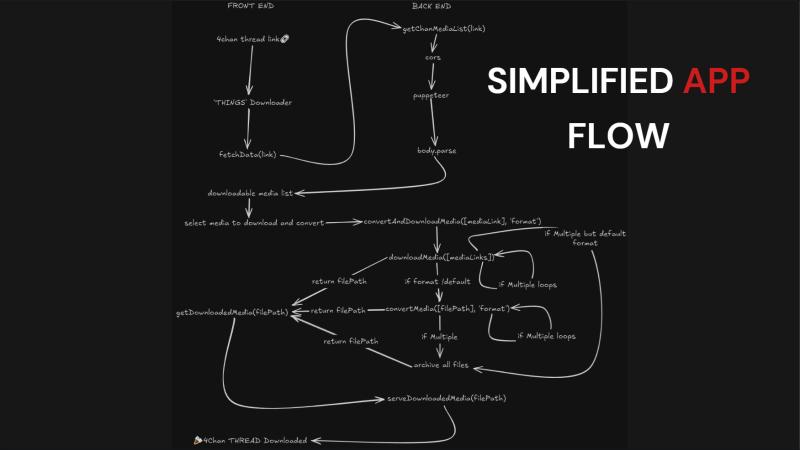 FRONT END
BACK END
getChanMediaList(link)
4chan thread link
cors
SIMPLIFIED APP
FLOW
puppeteer
'THINGS' Downloader
body.parse
fetchData(link)
downloadable media list
select media to download and convert
convertAndDownloadMedia([mediaLink], 'format')
if Multiple but default
format
downloadMedia([mediaLinks])
return filePath
if format !default
if Multiple loops
getDownloadedMedia(filePath)
return filePath
convertMedia([filePath], 'format')
return filePath
if Multiple
if Multiple loops
archive all files
serveDownloadedMedia(filePath)
4Chan THREAD Downloaded